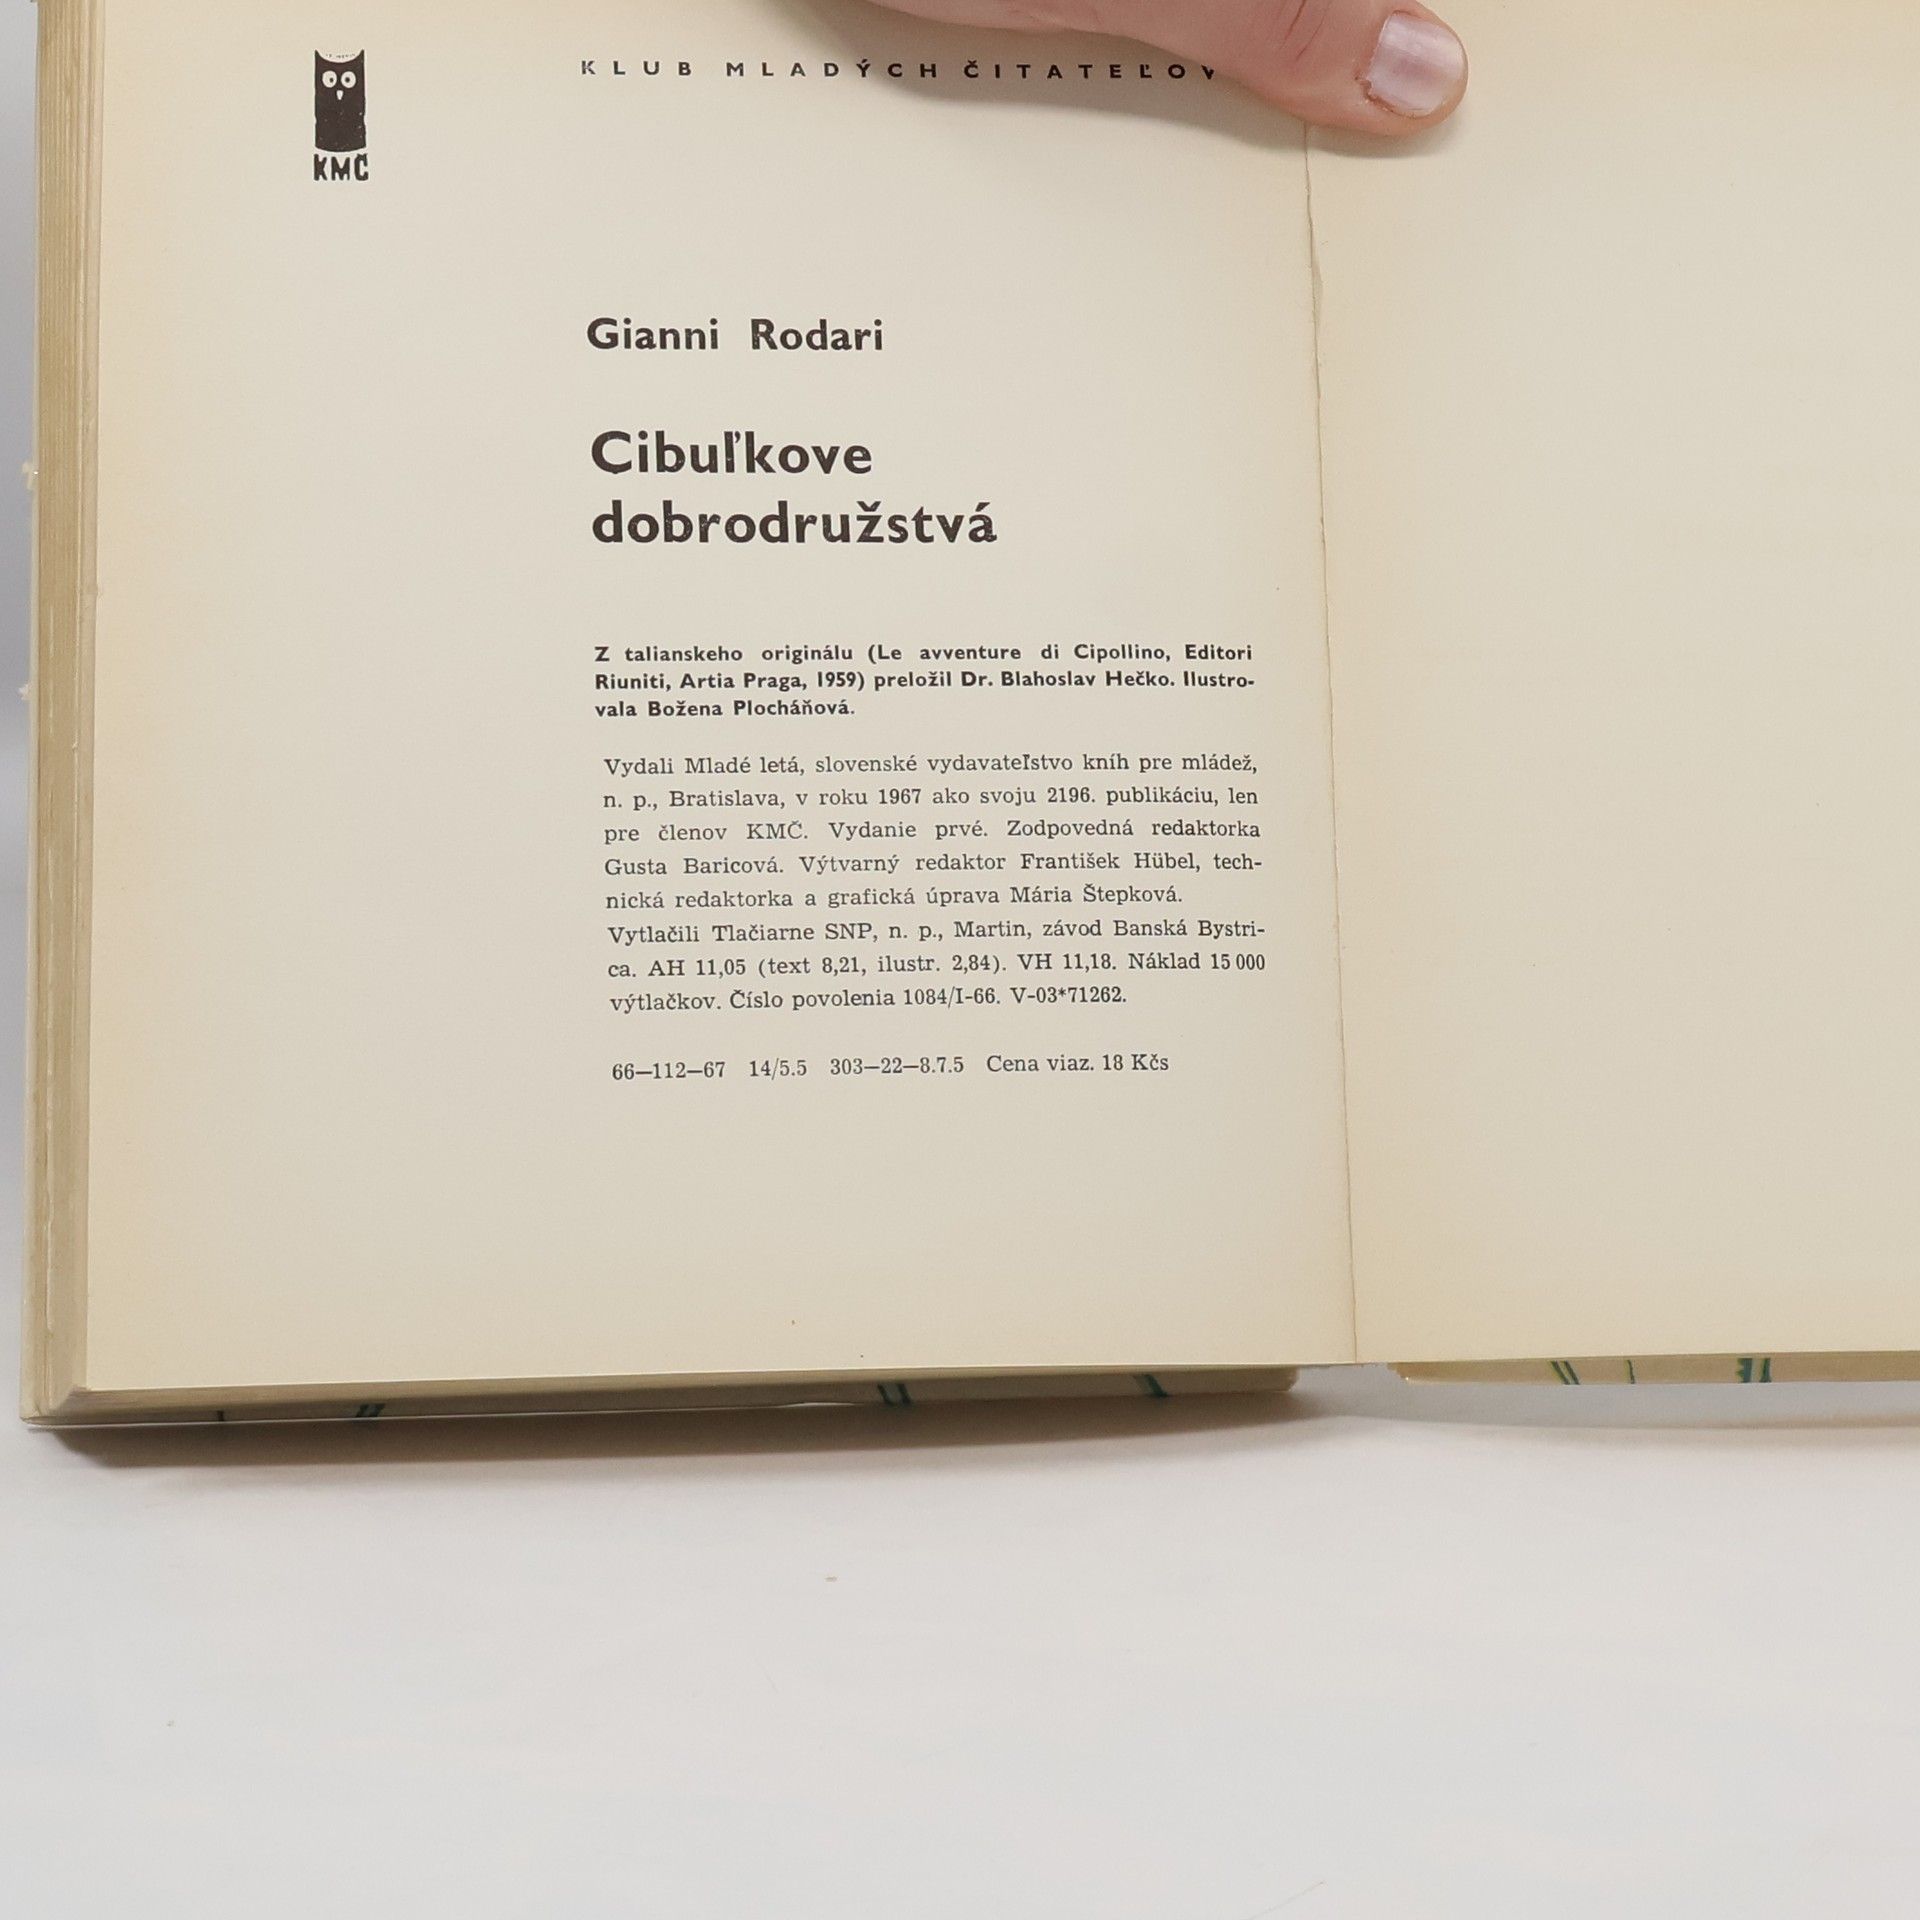 KLUB MLADÝCH ČITATEĽOV
KMČ
Gianni Rodari
Cibuľkove
dobrodružstvá
Z talianskeho originálu (Le avventure di Cipollino, Editori
Riuniti, Artia Praga, 1959) preložil Dr. Blahoslav Hečko. Ilustro-
vala Božena Plocháňová.
Vydali Mladé letá, slovenské vydavateľstvo kníh pre mládež,
n. p., Bratislava, v roku 1967 ako svoju 2196. publikáciu, len
pre členov KMČ. Vydanie prvé. Zodpovedná redaktorka
Gusta Baricová. Výtvarný redaktor František Hübel, tech-
nická redaktorka a grafická úprava Mária Štepková.
Vytlačili Tlačiarne SNP, n. p., Martin, závod Banská Bystri-
ca. AH 11,05 (text 8,21, ilustr. 2,84). VH 11,18. Náklad 15 000
výtlačkov. Číslo povolenia 1084/I-66. V-03*71262.
66—112—67 14/5.5 303—22—8.7.5 Cena viaz. 18 Kčs